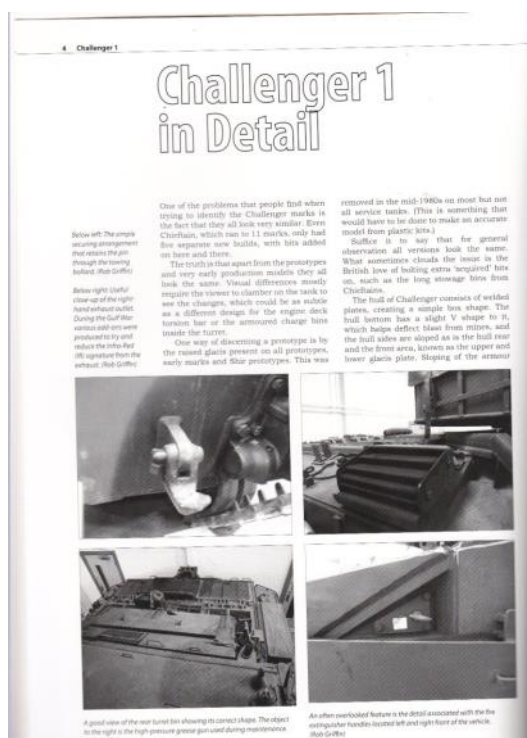 4 Challenger 1
Challenger 1
in Detail
Below left: The simple
securing arrangement
that retains the pin
through the towing
bollard. (Rob Griffin)
Below right: Useful
close-up of the right-
hand exhaust outlet.
During the Gulf War
various add-ons were
produced to try and
reduce the Infra-Red
(IR) signature from the
exhaust. (Rob Griffin)
One of the problems that people find when
trying to identify the Challenger marks is
the fact that they all look very similar. Even
Chieftain, which ran to 11 marks, only had
five separate new builds, with bits added
on here and there.
The truth is that apart from the prototypes
and very early production models they all
look the same. Visual differences mostly
require the viewer to clamber on the tank to
see the changes, which could be as subtle
as a different design for the engine deck
torsion bar or the armoured charge bins
inside the turret.
One way of discerning a prototype is by
the raised glacis present on all prototypes,
early marks and Shir prototypes. This was
removed in the mid-1980s on most but not
all service tanks. (This is something that
would have to be done to make an accurate
model from plastic kits.)
Suffice it to say that for general
observation all versions look the same.
What sometimes clouds the issue is the
British love of bolting extra 'acquired' bits
on, such as the long stowage bins from
Chieftains.
The hull of Challenger consists of welded
plates, creating a simple box shape. The
hull bottom has a slight V shape to it,
which helps deflect blast from mines, and
the hull sides are sloped as is the hull rear
and the front area, known as the upper and
lower glacis plate. Sloping of the armour
A good view of the rear turret bin showing its correct shape. The object
to the right is the high-pressure grease gun used during maintenance.
An often overlooked feature is the detail associated with the fire
extinguisher handles located left and right front of the vehicle.
(Rob Griffin)